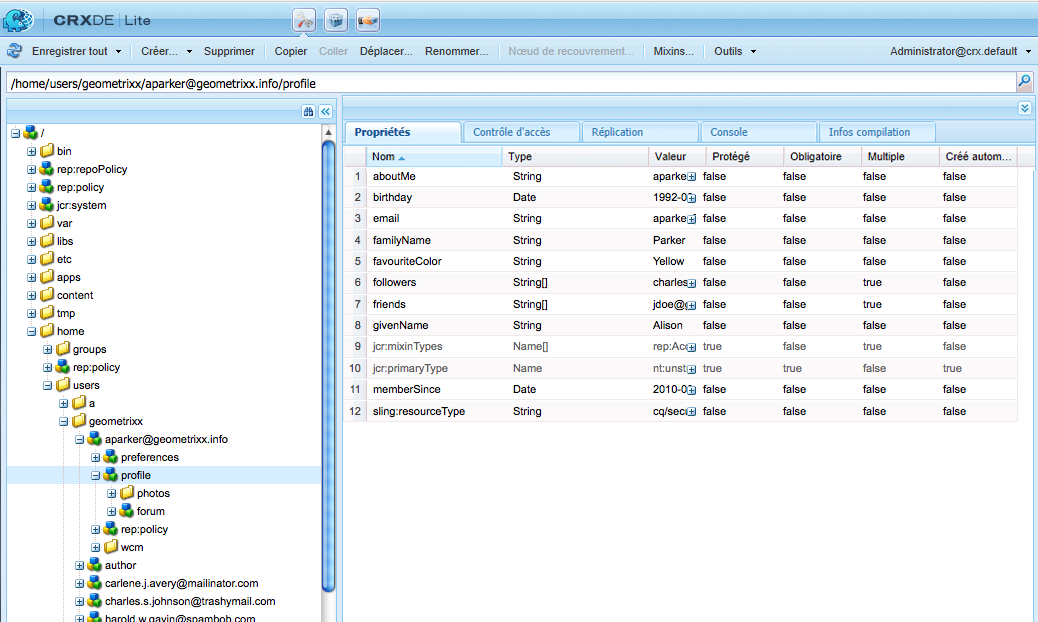 CRXDE | Lite
Enregistrer tout Créer... Supprimer Copier Coller Déplacer... Renommer... Nœud de recouvrement... Mixins... Outils Administrator@crx.default
/home/users/geometrixx/aparker@geometrixx.info/profile
/
bin
rep:repoPolicy
rep:policy
jcr:system
var
libs
etc
apps
content
tmp
home
groups
rep:policy
users
a
geometrixx
aparker@geometrixx.info
preferences
profile
photos
forum
rep:policy
wcm
author
carlene.j.avery@mailinator.com
charles.s.johnson@trashymail.com
harold.w.gavin@spambob.com
Propriétés Contrôle d'accès Réplication Console Infos compilation
Nom Type Valeur Protégé Obligatoire Multiple Créé autom...
1 aboutMe String aparke false false false false
2 birthday Date 1992-0 false false false false
3 email String aparke false false false false
4 familyName String Parker false false false false
5 favouriteColor String Yellow false false false false
6 followers String[] charles false false true false
7 friends String[] jdoe@ false false true false
8 givenName String Alison false false false false
9 jcr:mixinTypes Name[] rep:Ac true false true false
10 jcr:primaryType Name nt:unst true true false true
11 memberSince Date 2010-0 false false false false
12 sling:resourceType String cq/sec false false false false